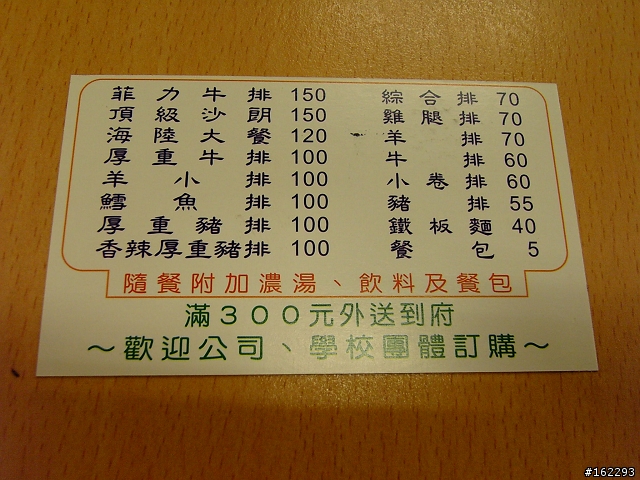 菲力牛排 150
頂級沙朗 150
海陸大餐 120
厚重牛排 100
羊小排 100
鱈魚排 100
厚重豬排 100
香辣厚重豬排 100
綜合排 70
雞腿排 70
羊排 70
牛排 60
小卷排 60
豬排 55
鐵板麵 40
餐包 5
隨餐附加濃湯、飲料及餐包
滿300元外送到府
～歡迎公司、學校團體訂購～
#162293